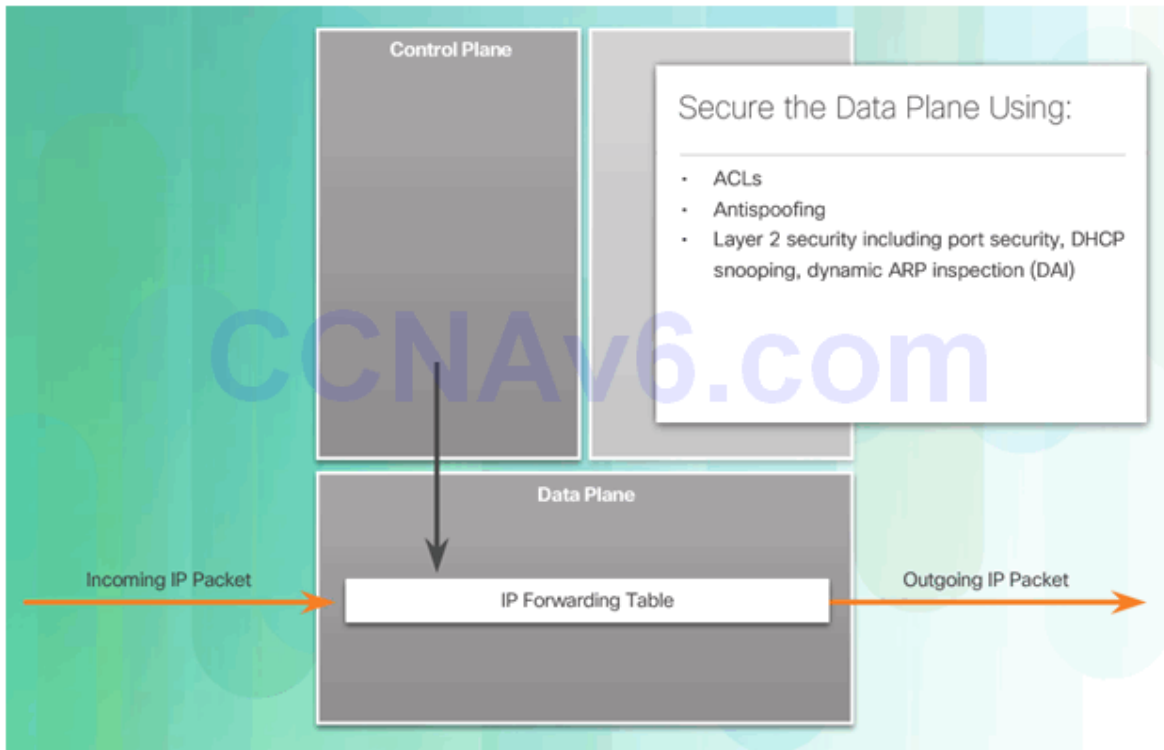 Control Plane
Secure the Data Plane Using:
· ACLs
· Antispoofing
· Layer 2 security including port security, DHCP
snooping, dynamic ARP inspection (DAI)
CCNAv6.com
Data Plane
Incoming IP Packet
IP Forwarding Table
Outgoing IP Packet